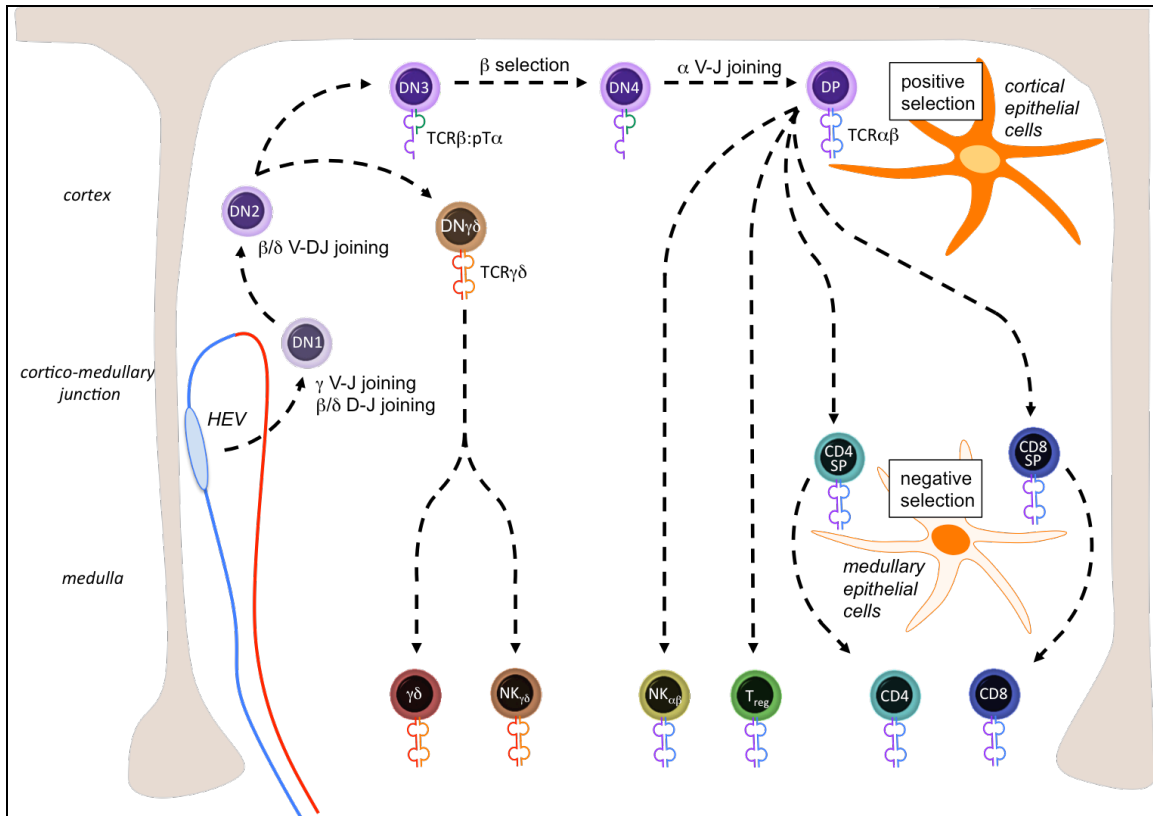 β selection
α V-J joining
DN3
DN4
DP
positive
selection
cortical
epithelial
cells
TCRβ:pTα
TCRαβ
cortex
DN2
β/δ V-DJ joining
DNγδ
TCRγδ
DN1
cortico-medullary
junction
γ V-J joining
β/δ D-J joining
HEV
CD4
SP
CD8
SP
negative
selection
medulla
medullary
epithelial
cells
γδ
NKγδ
NKαβ
Treg
CD4
CD8